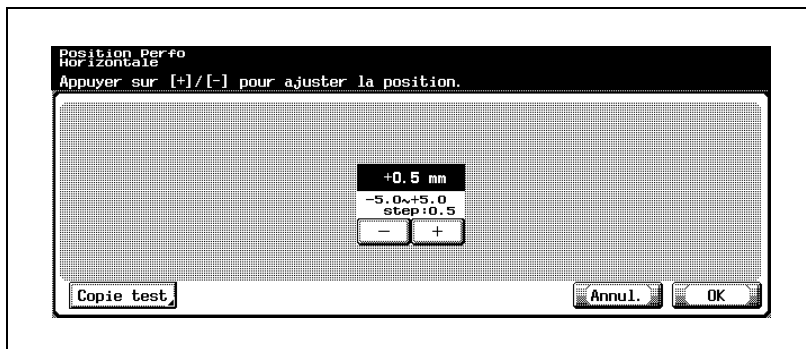 Position Perfo
Horizontale
Appuyer sur [+]/[-] pour ajuster la position.
+0.5 mm
-5.0~+5.0
step:0.5
- +
Copie test Annul. OK